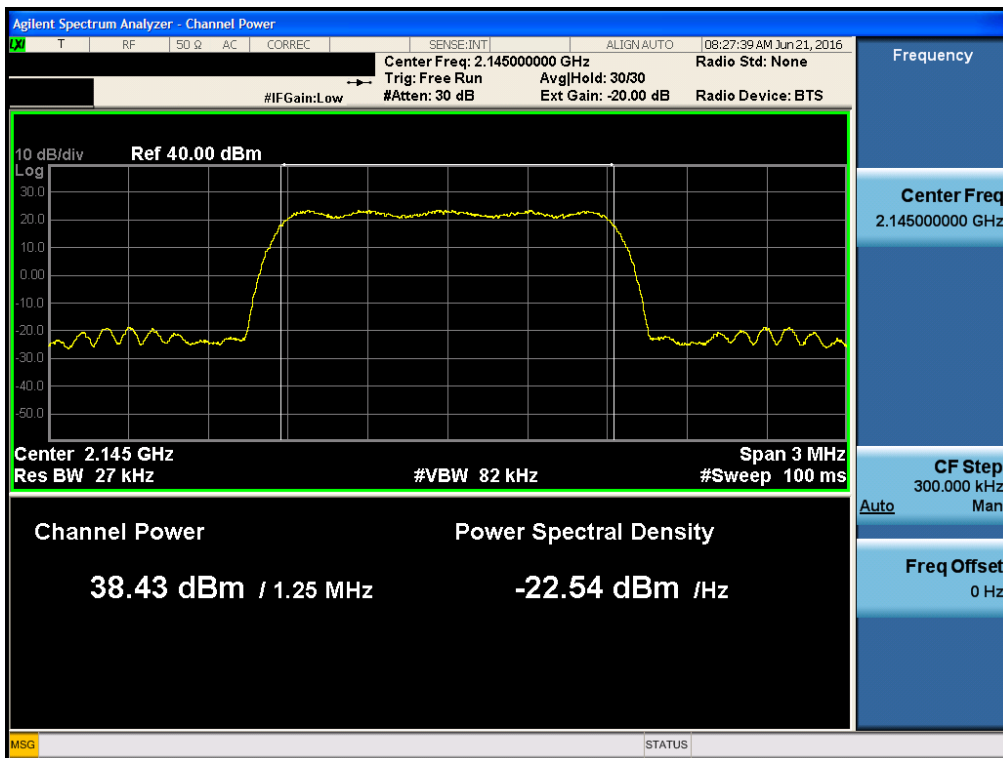 Agilent Spectrum Analyzer - Channel Power
LXI T RF 50 Ω AC CORREC SENSE:INT ALIGN AUTO 08:27:39 AM Jun 21, 2016
Center Freq: 2.145000000 GHz Radio Std: None
Trig: Free Run Avg|Hold: 30/30
#IFGain:Low #Atten: 30 dB Ext Gain: -20.00 dB Radio Device: BTS
10 dB/div Ref 40.00 dBm
Log
30.0
20.0
10.0
0.00
-10.0
-20.0
-30.0
-40.0
-50.0
Center 2.145 GHz Span 3 MHz
Res BW 27 kHz #VBW 82 kHz #Sweep 100 ms
Channel Power Power Spectral Density
38.43 dBm / 1.25 MHz -22.54 dBm /Hz
Frequency
Center Freq
2.145000000 GHz
CF Step
300.000 kHz
Auto Man
Freq Offset
0 Hz
MSG STATUS